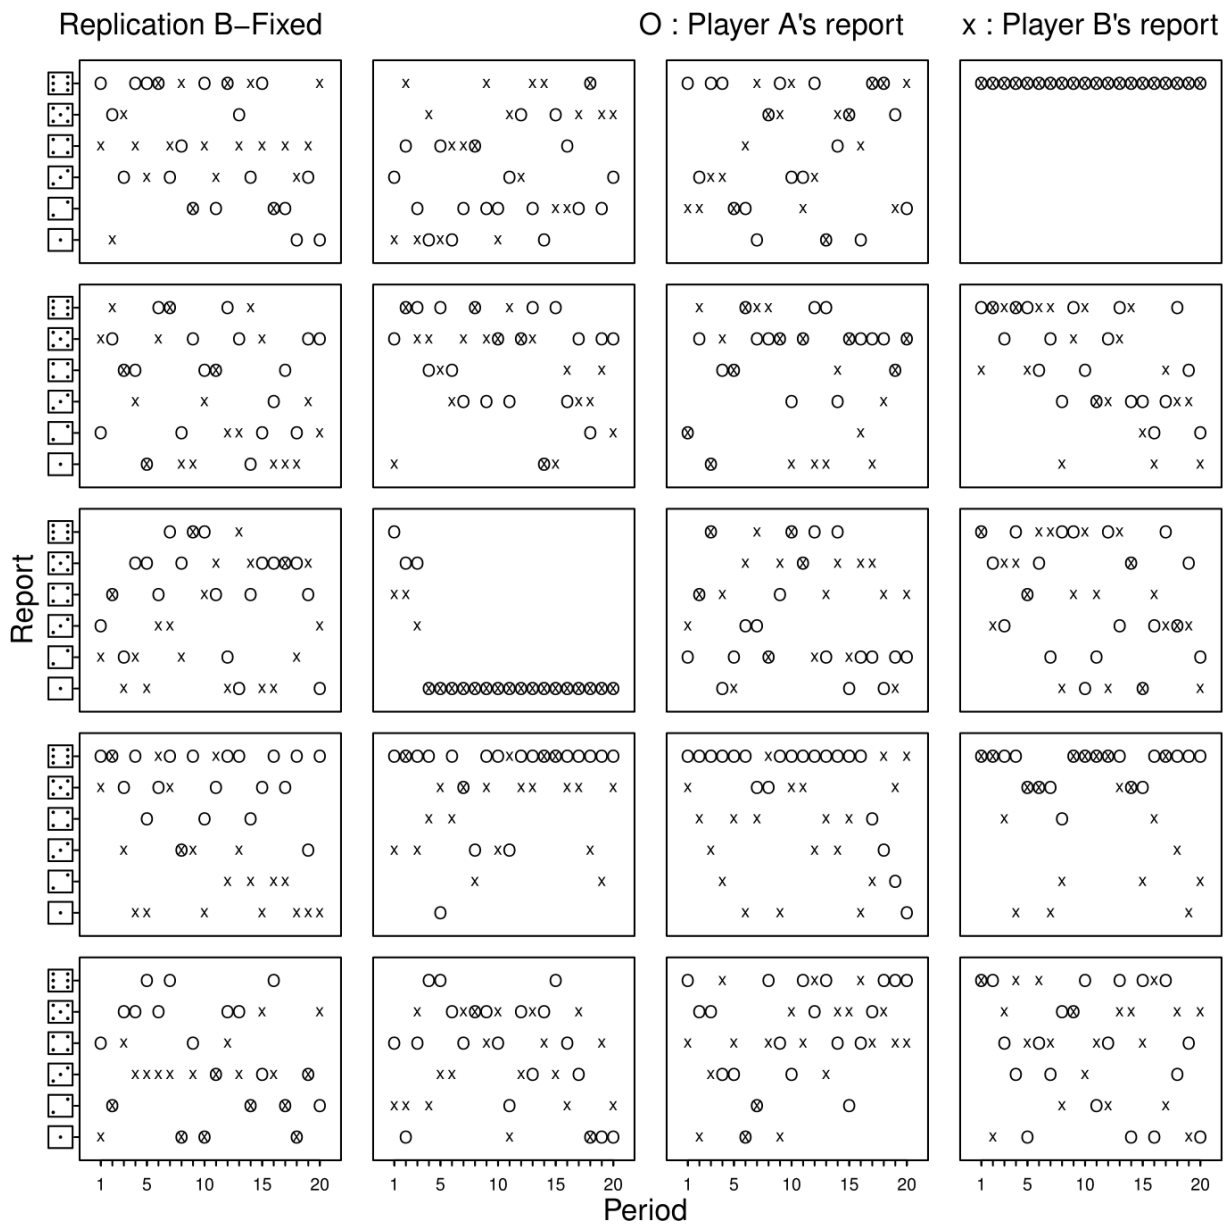 Replication B−Fixed O : Player A's report x : Player B's report
Report
1 5 10 15 20 1 5 10 15 20 1 5 10 15 20 1 5 10 15 20
Period